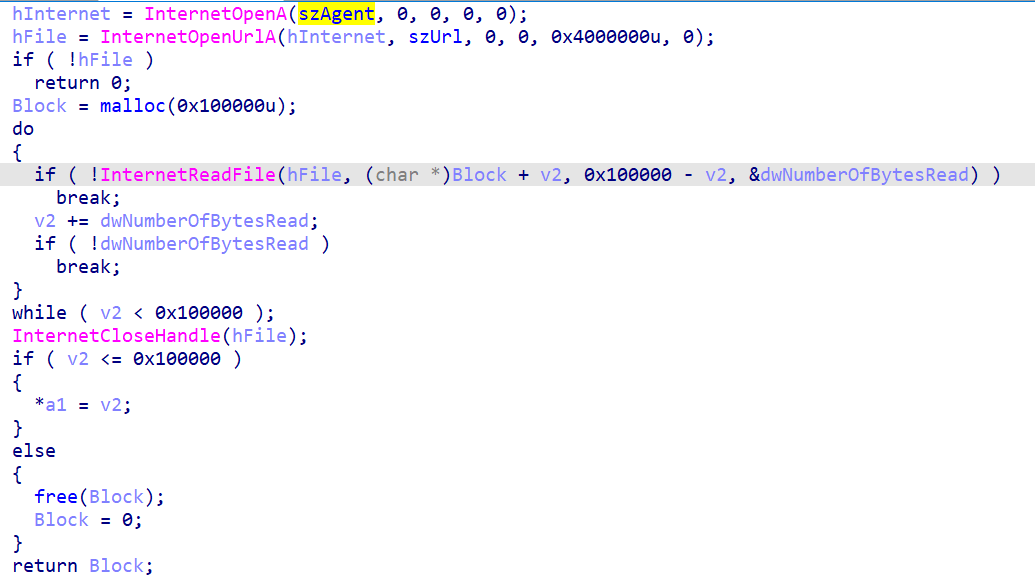 hInternet = InternetOpenA(szAgent, 0, 0, 0, 0);
hFile = InternetOpenUrlA(hInternet, szUrl, 0, 0, 0x4000000u, 0);
if ( !hFile )
  return 0;
Block = malloc(0x100000u);
do
{
  if ( !InternetReadFile(hFile, (char *)Block + v2, 0x100000 - v2, &dwNumberOfBytesRead) )
    break;
  v2 += dwNumberOfBytesRead;
  if ( !dwNumberOfBytesRead )
    break;
}
while ( v2 < 0x100000 );
InternetCloseHandle(hFile);
if ( v2 <= 0x100000 )
{
  *a1 = v2;
}
else
{
  free(Block);
  Block = 0;
}
return Block;